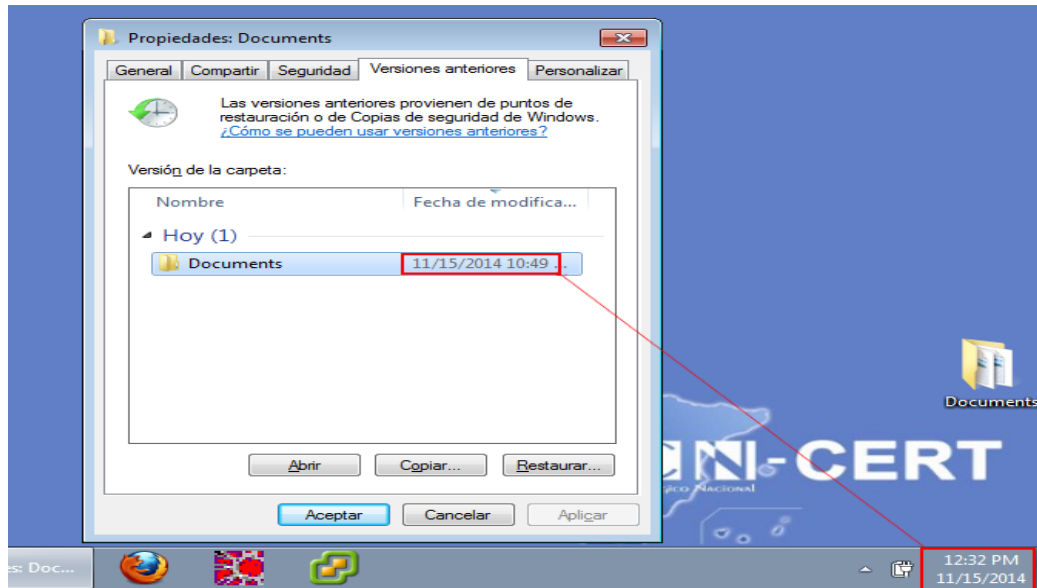 Propiedades: Documents
General Compartir Seguridad Versiones anteriores Personalizar
Las versiones anteriores provienen de puntos de
restauración o de Copias de seguridad de Windows.
¿Cómo se pueden usar versiones anteriores?
Versión de la carpeta:
Nombre Fecha de modifica...
Hoy (1)
Documents 11/15/2014 10:49 ...
Abrir Copiar... Restaurar...
Aceptar Cancelar Aplicar
Documents
-CERT
Nacional
es: Doc...
12:32 PM
11/15/2014